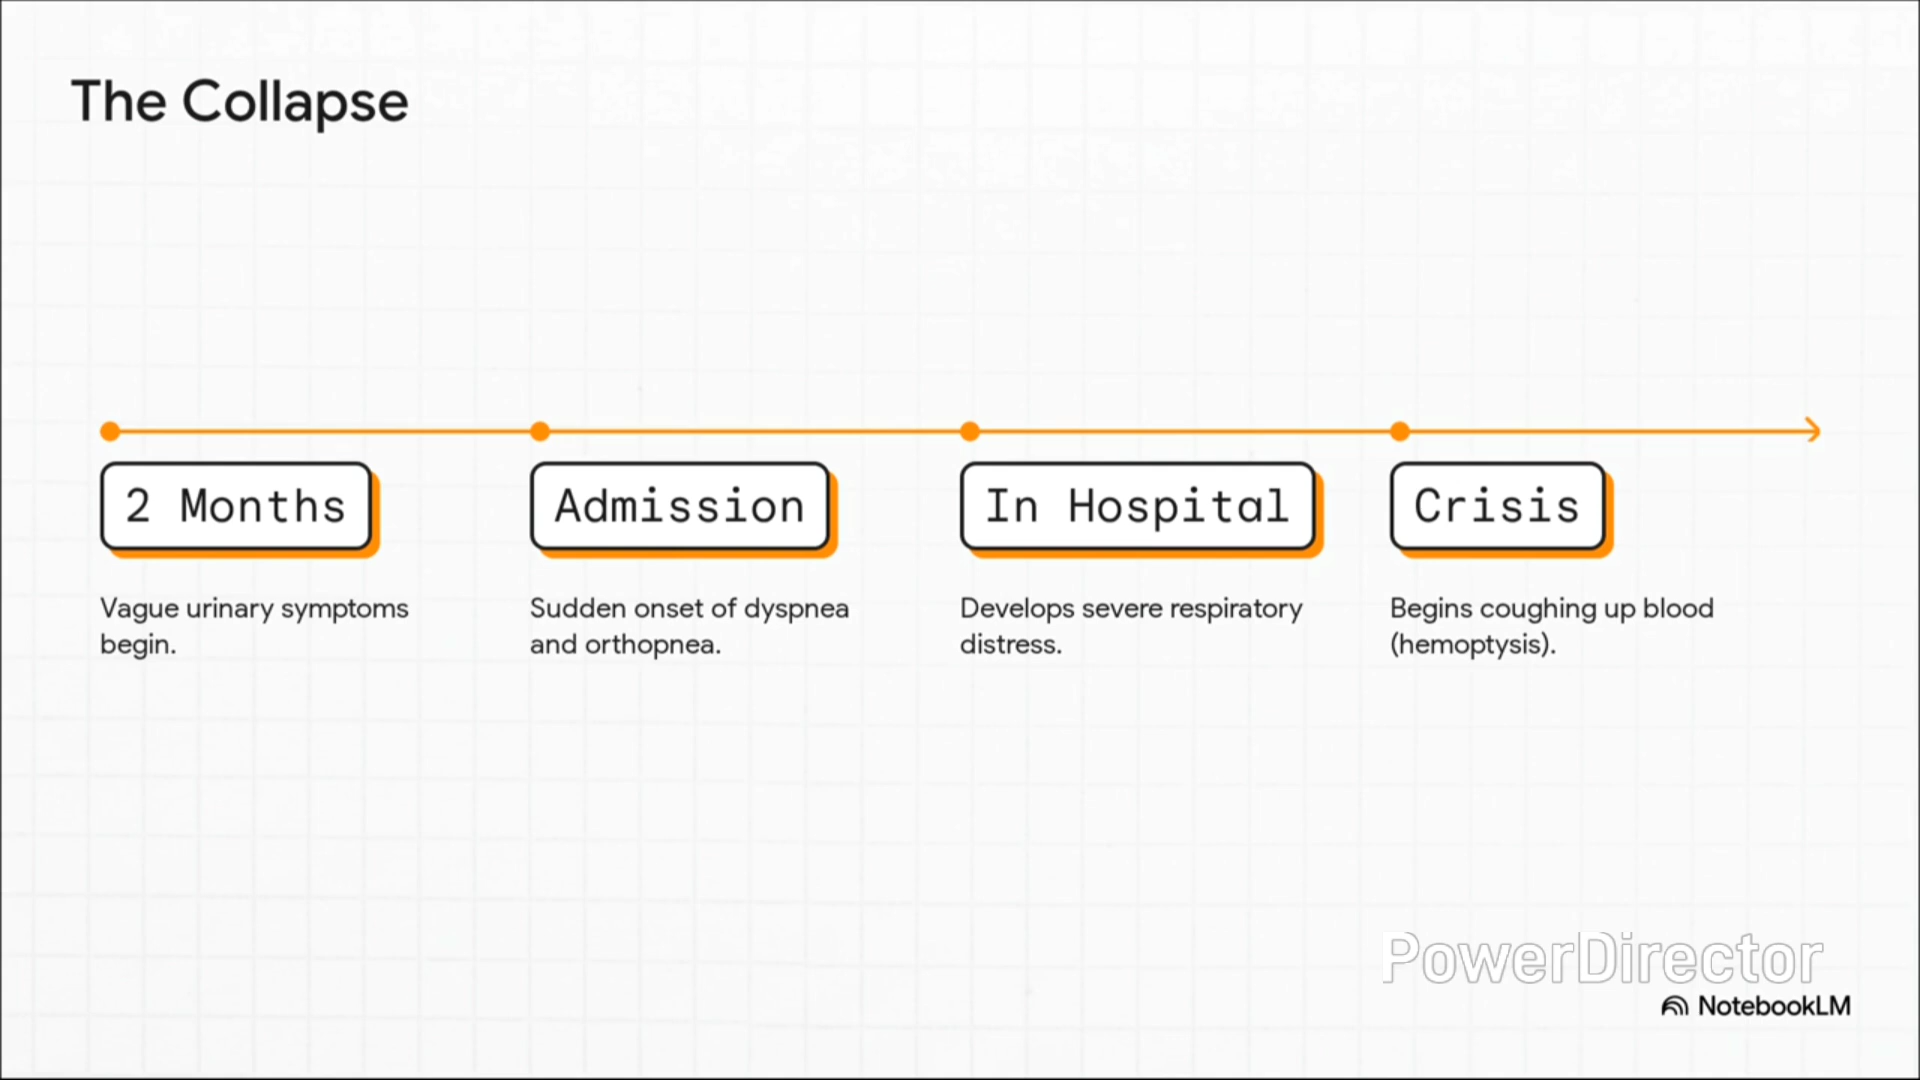 The Collapse
2 Months
Vague urinary symptoms
begin.
Admission
Sudden onset of dyspnea
and orthopnea.
In Hospital
Develops severe respiratory
distress.
Crisis
Begins coughing up blood
(hemoptysis).
PowerDirector
NotebookLM